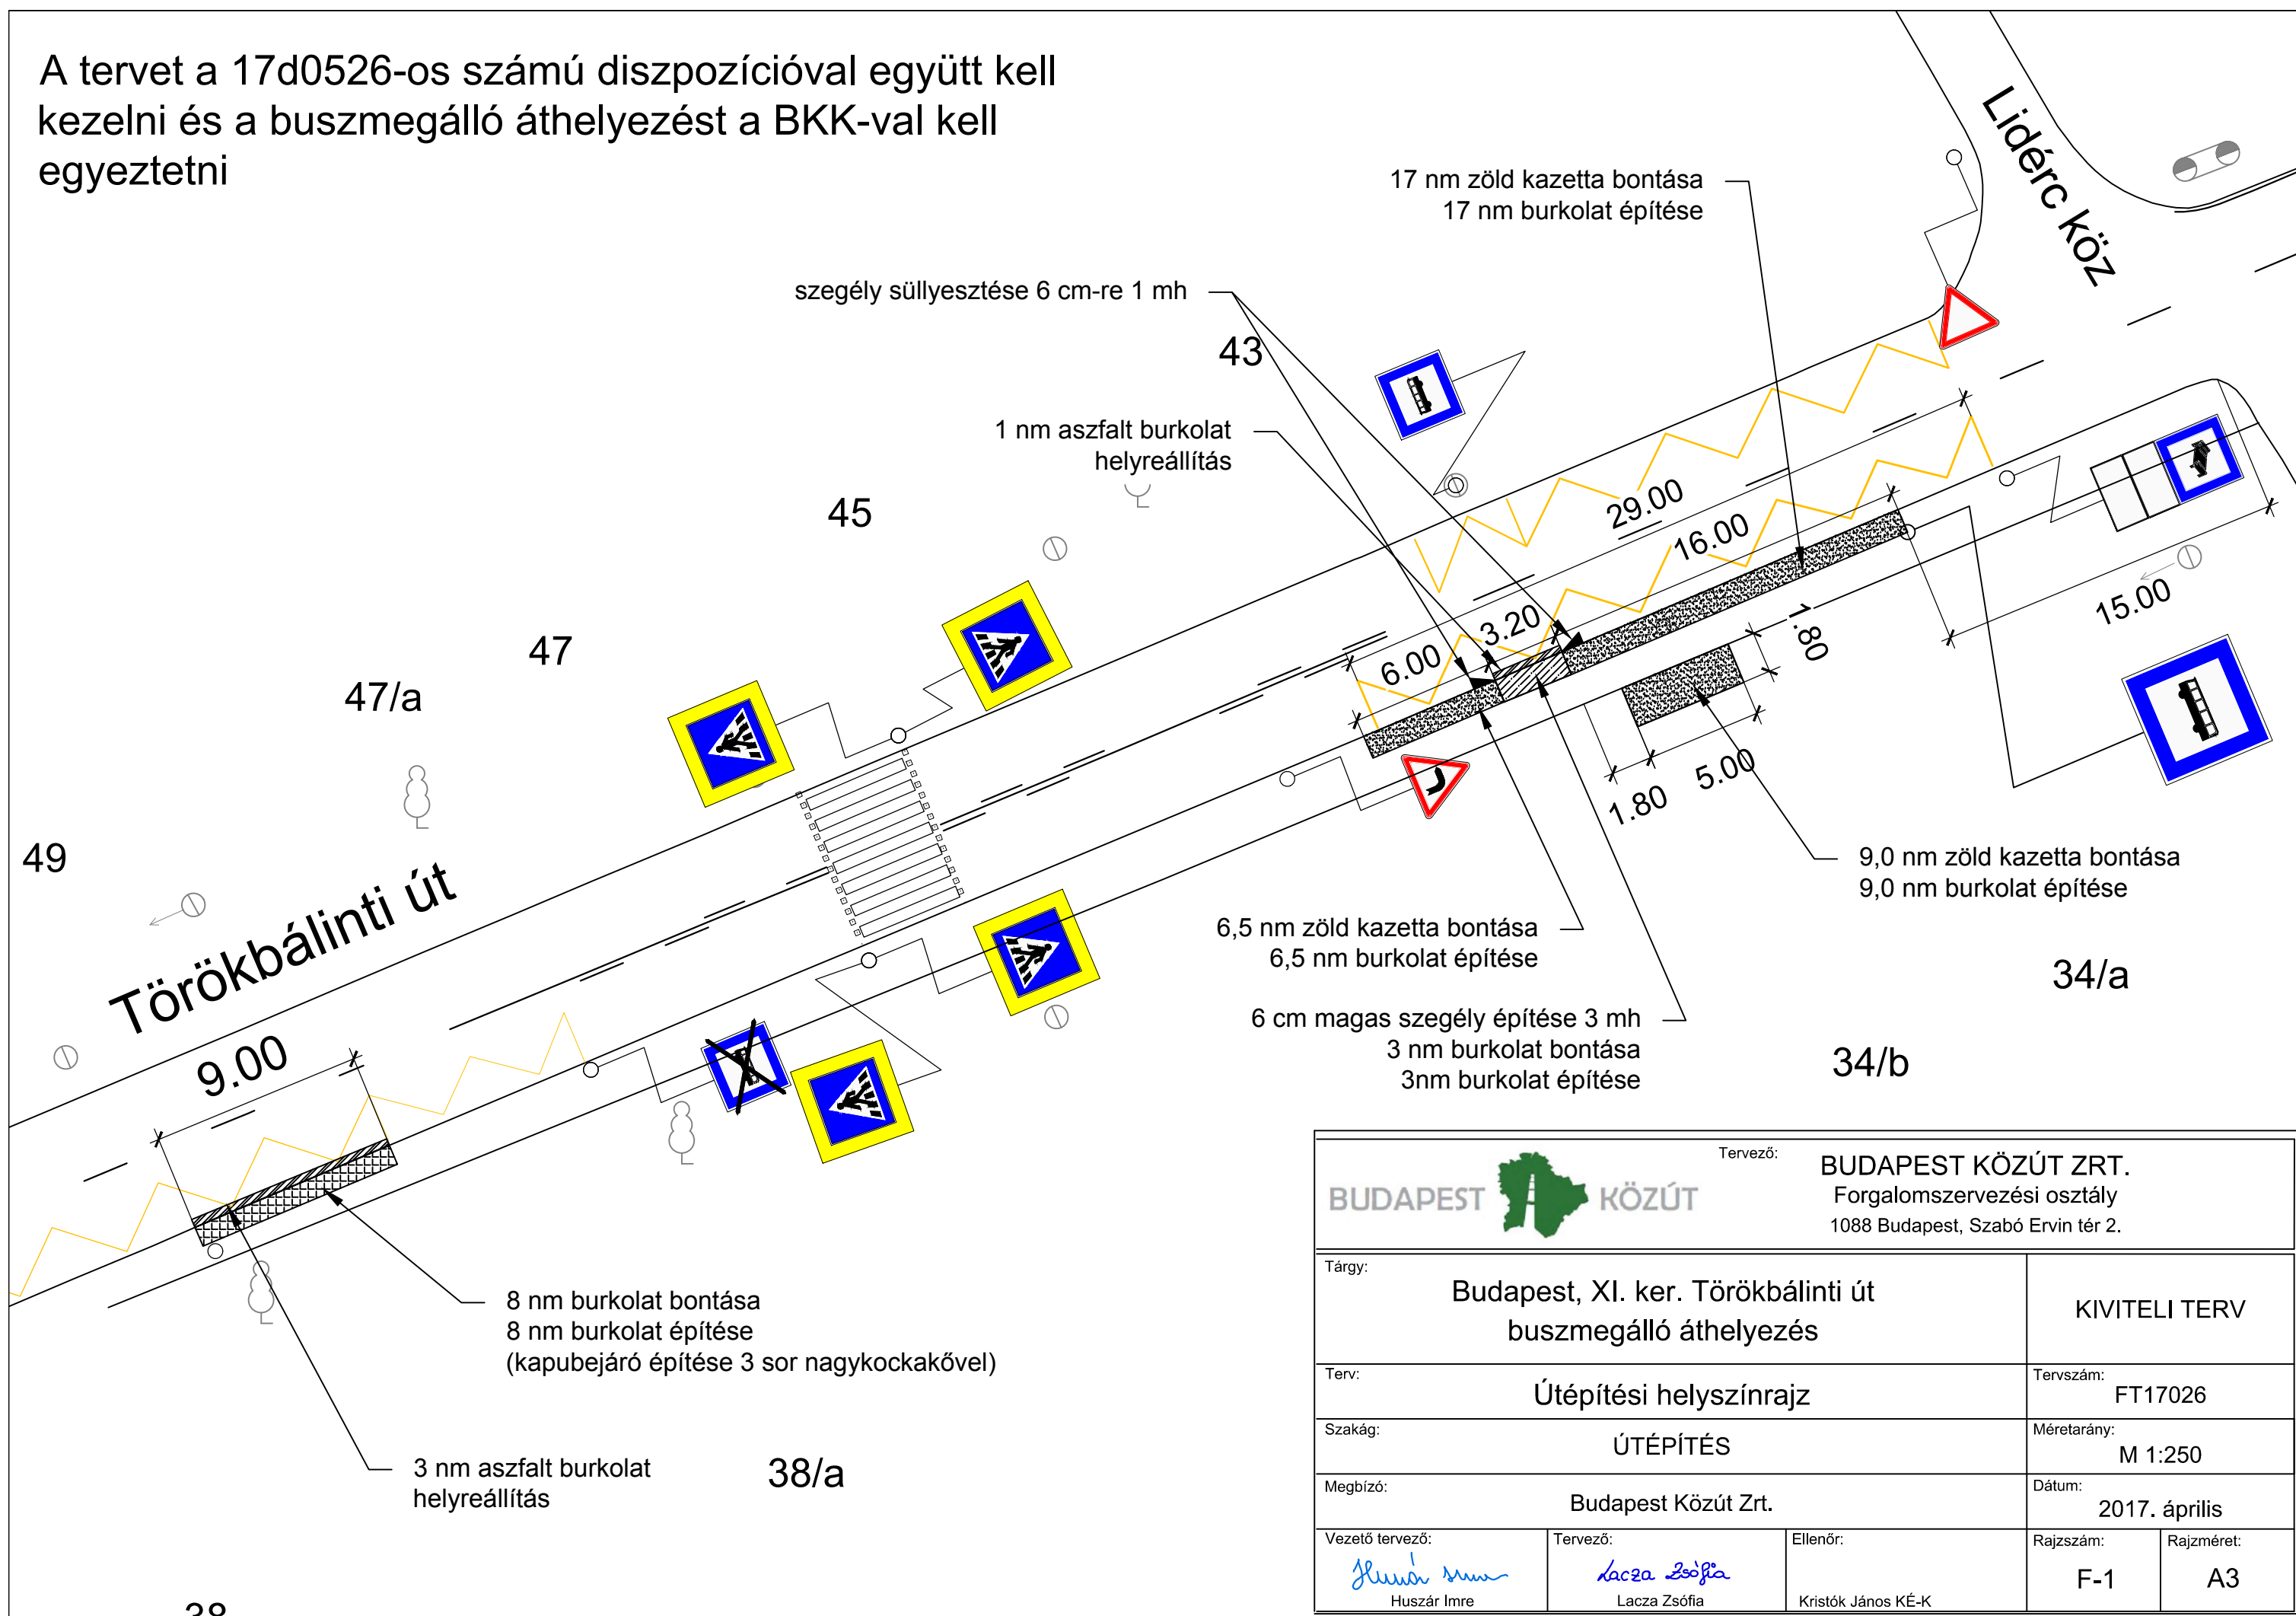 A tervet a 17d0526-os számú diszpozícióval együtt kell
kezelni és a buszmegálló áthelyezést a BKK-val kell
egyeztetni
Lidérc köz
17 nm zöld kazetta bontása
17 nm burkolat építése
szegély süllyesztése 6 cm-re 1 mh
43
1 nm aszfalt burkolat
helyreállítás
45
47
47/a
49
29.00
16.00
3.20
6.00
1.80
15.00
5.00
1.80
Törökbálinti út
9.00
9,0 nm zöld kazetta bontása
9,0 nm burkolat építése
6,5 nm zöld kazetta bontása
6,5 nm burkolat építése
34/a
6 cm magas szegély építése 3 mh
3 nm burkolat bontása
3nm burkolat építése
34/b
8 nm burkolat bontása
8 nm burkolat építése
(kapubejáró építése 3 sor nagykockakővel)
3 nm aszfalt burkolat
helyreállítás
38/a
38
BUDAPEST KÖZÚT
Tervező:
BUDAPEST KÖZÚT ZRT.
Forgalomszervezési osztály
1088 Budapest, Szabó Ervin tér 2.
Tárgy:
Budapest, XI. ker. Törökbálinti út
buszmegálló áthelyezés
KIVITELI TERV
Terv:
Útépítési helyszínrajz
Tervszám:
FT17026
Szakág:
ÚTÉPÍTÉS
Méretarány:
M 1:250
Megbízó:
Budapest Közút Zrt.
Dátum:
2017. április
Vezető tervező:
Huszár Imre
Huszár Imre
Tervező:
Lacza Zsófia
Lacza Zsófia
Ellenőr:
Kristók János KÉ-K
Rajzszám:
F-1
Rajzméret:
A3